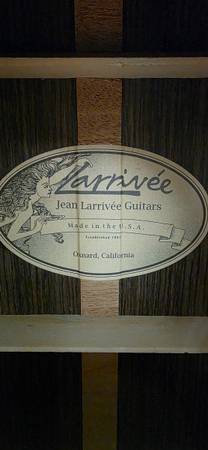 Larrivée
Jean Larrivée Guitars
Made in the U.S.A.
Established 1967
Oxnard, California